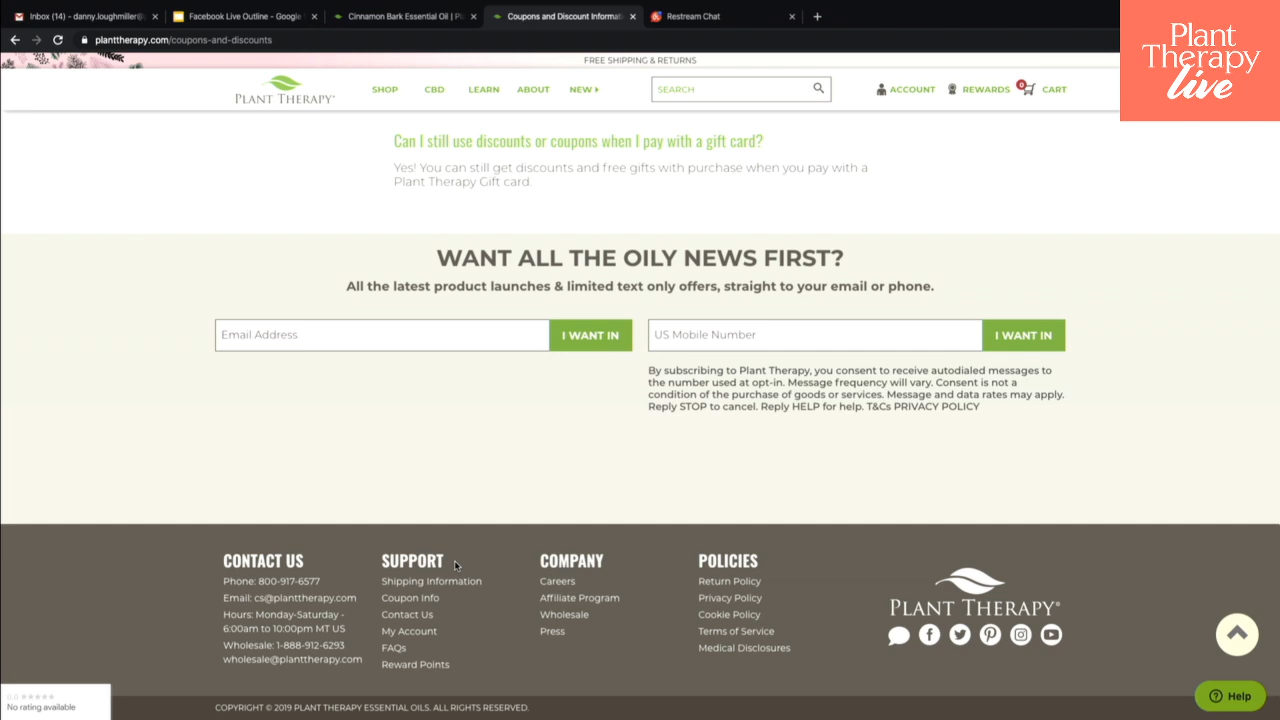 Inbox (14) - danny.loughmiller@
Facebook Live Outline - Google
Cinnamon Bark Essential Oil | Pl
Coupons and Discount Informat
Restream Chat
planttherapy.com/coupons-and-discounts
Plant
Therapy
live
FREE SHIPPING & RETURNS
PLANT THERAPY
SHOP
CBD
LEARN
ABOUT
NEW
SEARCH
ACCOUNT
REWARDS
0
CART
Can I still use discounts or coupons when I pay with a gift card?
Yes! You can still get discounts and free gifts with purchase when you pay with a
Plant Therapy Gift card.
WANT ALL THE OILY NEWS FIRST?
All the latest product launches & limited text only offers, straight to your email or phone.
Email Address
I WANT IN
US Mobile Number
I WANT IN
By subscribing to Plant Therapy, you consent to receive autodialed messages to
the number used at opt-in. Message frequency will vary. Consent is not a
condition of the purchase of goods or services. Message and data rates may apply.
Reply STOP to cancel. Reply HELP for help. T&Cs PRIVACY POLICY
CONTACT US
Phone: 800-917-6577
Email: cs@planttherapy.com
Hours: Monday-Saturday -
6:00am to 10:00pm MT US
Wholesale: 1-888-912-6293
wholesale@planttherapy.com
SUPPORT
Shipping Information
Coupon Info
Contact Us
My Account
FAQs
Reward Points
COMPANY
Careers
Affiliate Program
Wholesale
Press
POLICIES
Return Policy
Privacy Policy
Cookie Policy
Terms of Service
Medical Disclosures
PLANT THERAPY®
0.0
No rating available
Help
COPYRIGHT © 2019 PLANT THERAPY ESSENTIAL OILS. ALL RIGHTS RESERVED.